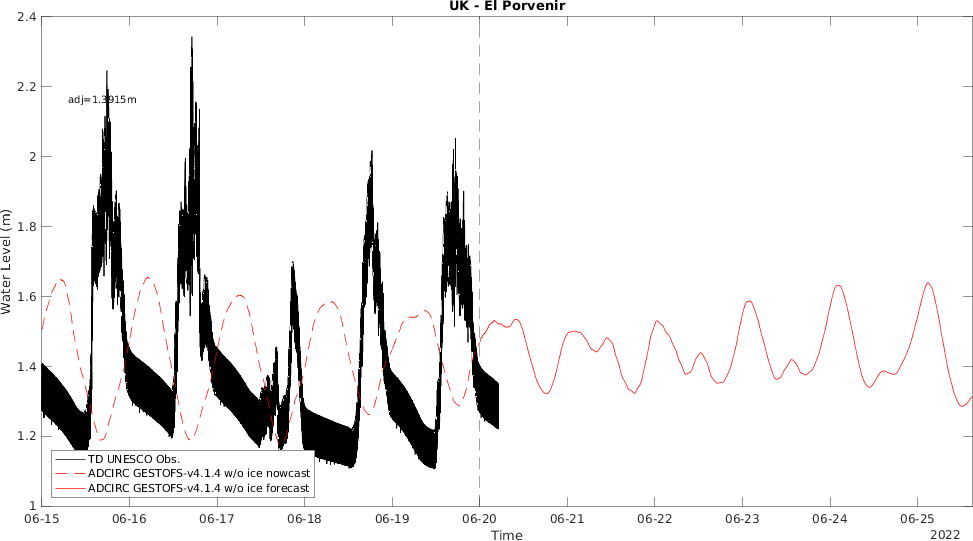 UK - El Porvenir
2.4
2.2
2
1.8
1.6
1.4
1.2
1
Water Level (m)
adj=1.3915m
TD UNESCO Obs.
ADCIRC GESTOFS-v4.1.4 w/o ice nowcast
ADCIRC GESTOFS-v4.1.4 w/o ice forecast
06-15 06-16 06-17 06-18 06-19 06-20 06-21 06-22 06-23 06-24 06-25
Time
2022